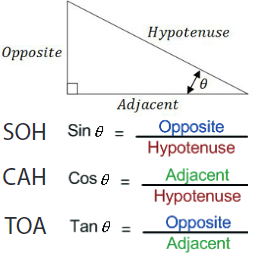 Hypotenuse
Opposite
θ
Adjacent
SOH Sin θ = Opposite
Hypotenuse
CAH Cos θ = Adjacent
Hypotenuse
TOA Tan θ = Opposite
Adjacent